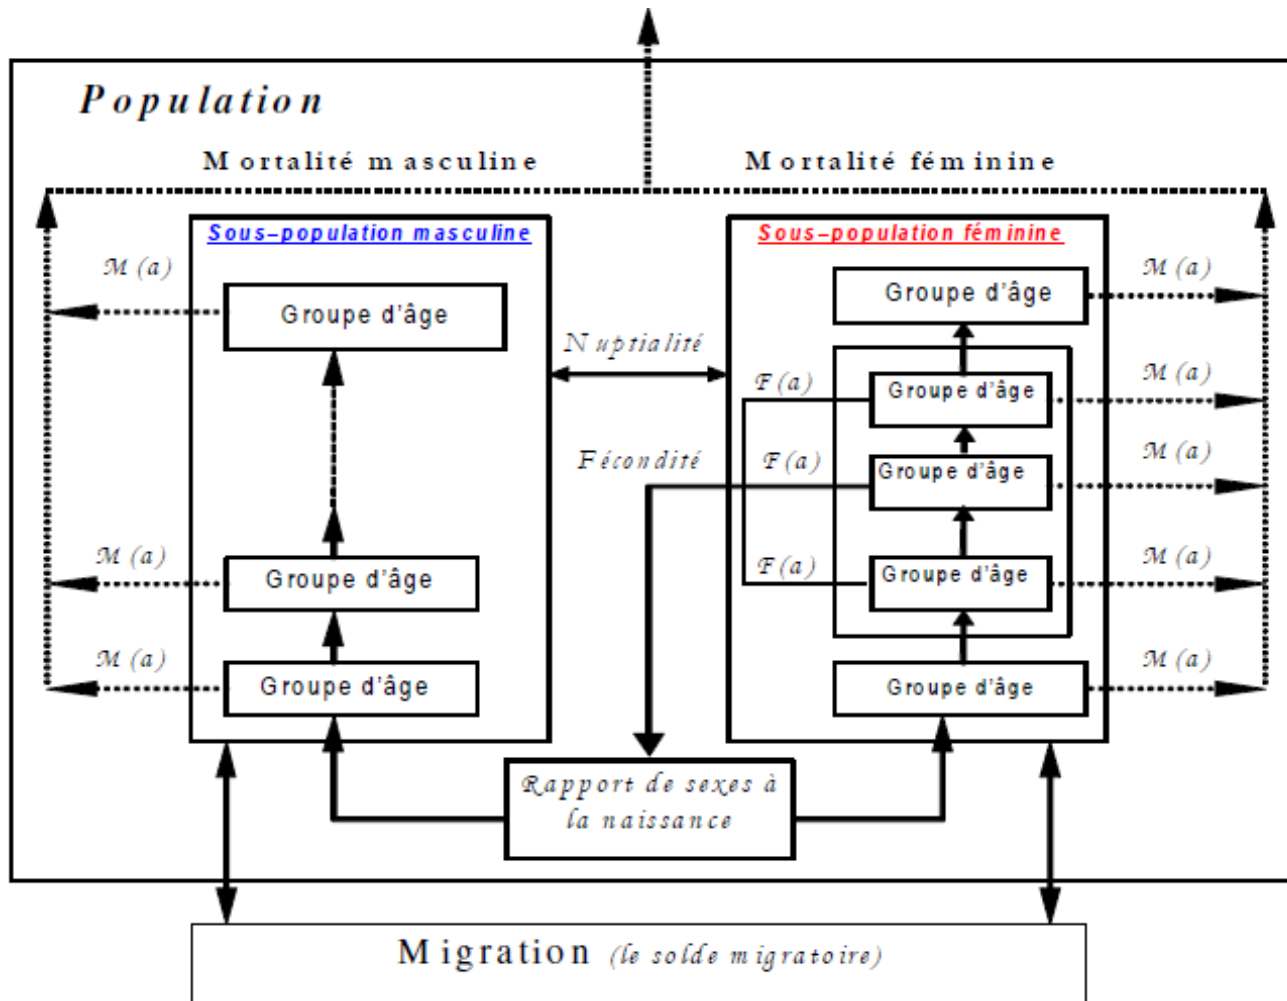 Population
Mortalité masculine
Mortalité féminine
Sous-population masculine
Sous-population féminine
M(a)
Groupe d'âge
Groupe d'âge
M(a)
Nuptialité
F(a)
Groupe d'âge
M(a)
Fécondité
F(a)
Groupe d'âge
M(a)
M(a)
Groupe d'âge
F(a)
Groupe d'âge
M(a)
M(a)
Groupe d'âge
Groupe d'âge
M(a)
Rapport de sexes à
la naissance
Migration (le solde migratoire)